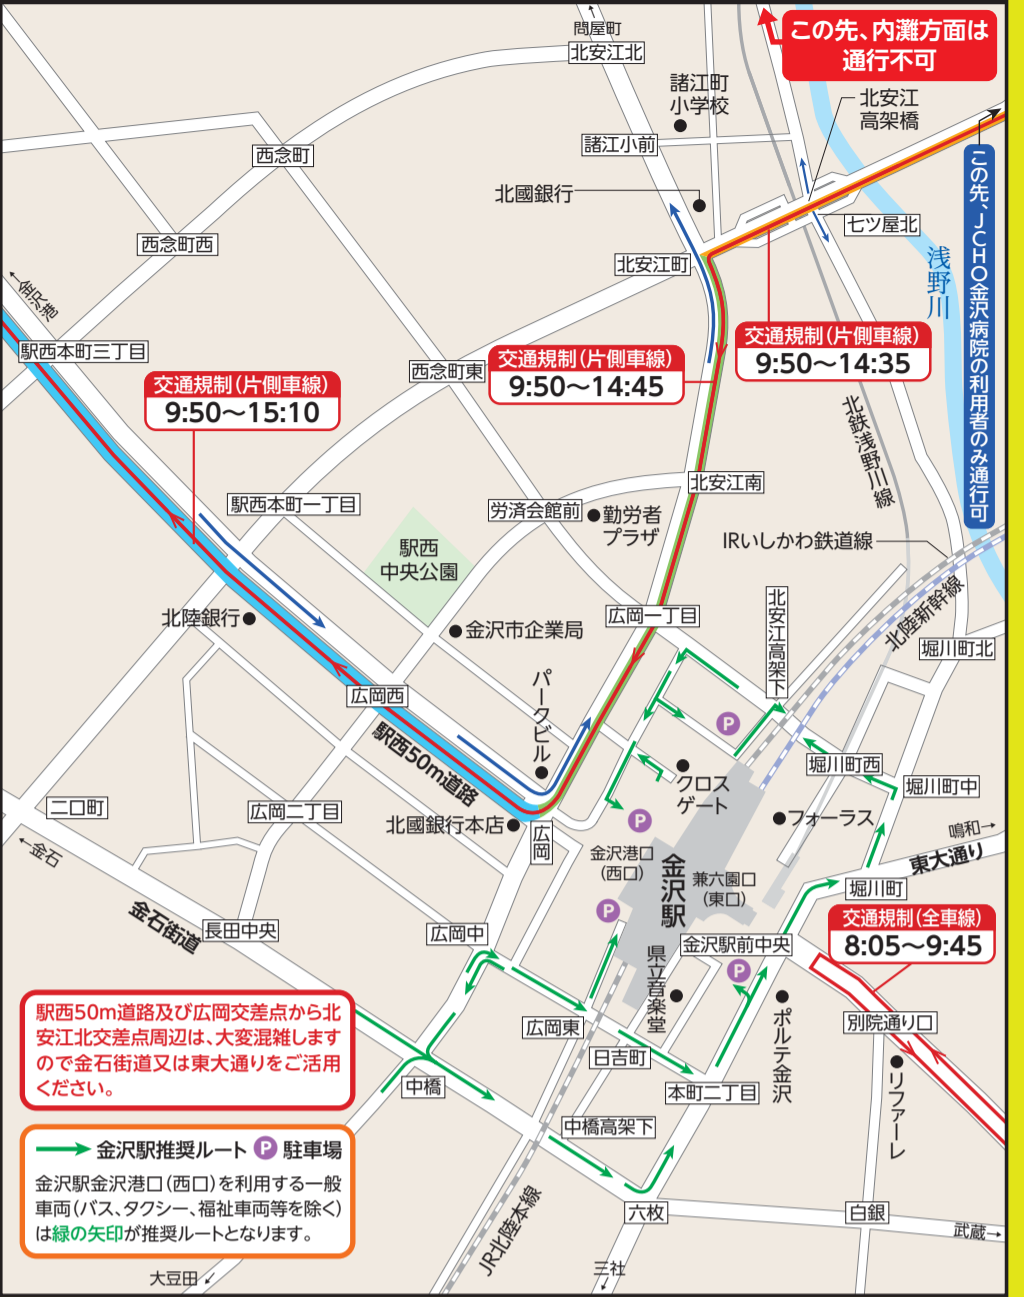 問屋町
北安江北
この先、内灘方面は
通行不可
諸江町
小学校
北安江
高架橋
諸江小前
西念町
北國銀行
この先、JCHO金沢病院の利用者のみ通行可
七ツ屋北
西念町西
北安江町
浅野川
←金沢港
駅西本町三丁目
交通規制(片側車線)
9:50〜14:35
交通規制(片側車線)
9:50〜14:45
西念町東
交通規制(片側車線)
9:50〜15:10
北鉄浅野川線
北安江南
駅西本町一丁目
労済会館前
勤労者
プラザ
IRいしかわ鉄道線
駅西
中央公園
北陸新幹線
北陸銀行
金沢市企業局
広岡一丁目
北安江高架下
堀川町北
パークビル
広岡西
駅西50m道路
P
堀川町西
クロス
ゲート
堀川町中
二口町
広岡二丁目
北國銀行本店
広岡
P
フォーラス
鳴和→
←金石
金沢港口
(西口)
金沢駅
兼六園口
(東口)
東大通り
堀川町
金石街道
長田中央
広岡中
P
交通規制(全車線)
8:05〜9:45
金沢駅前中央
県立音楽堂
P
駅西50m道路及び広岡交差点から北
安江北交差点周辺は、大変混雑します
ので金石街道又は東大通りをご活用
ください。
広岡東
ポルテ金沢
別院通り口
日吉町
リファーレ
中橋
本町二丁目
中橋高架下
金沢駅推奨ルート P 駐車場
金沢駅金沢港口(西口)を利用する一般
車両(バス、タクシー、福祉車両等を除く)
は緑の矢印が推奨ルートとなります。
JR北陸本線
六枚
白銀
武蔵→
大豆田
三社